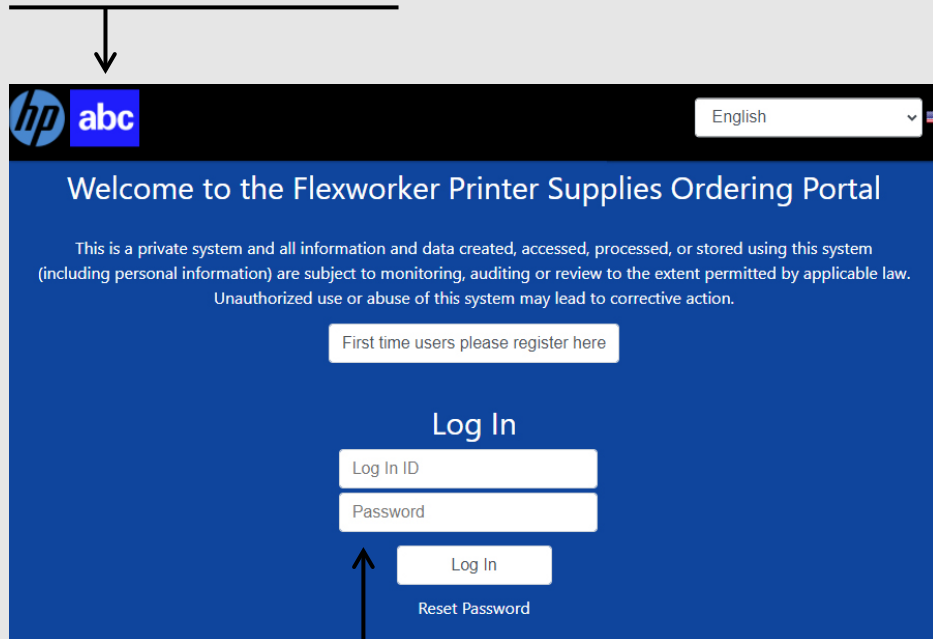 hp abc
English
Welcome to the Flexworker Printer Supplies Ordering Portal
This is a private system and all information and data created, accessed, processed, or stored using this system
(including personal information) are subject to monitoring, auditing or review to the extent permitted by applicable law.
Unauthorized use or abuse of this system may lead to corrective action.
First time users please register here
Log In
Log In ID
Password
Log In
Reset Password